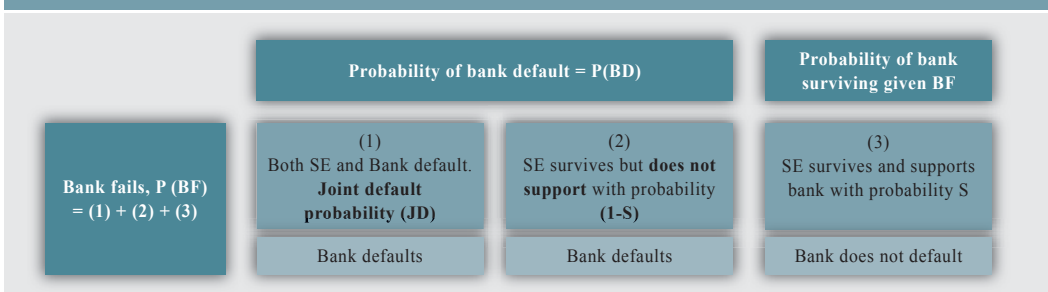 Probability of bank default = P(BD)
Probability of bank
surviving given BF
Bank fails, P (BF)
= (1) + (2) + (3)
(1)
Both SE and Bank default.
Joint default
probability (JD)
Bank defaults
(2)
SE survives but does not
support with probability
(1-S)
Bank defaults
(3)
SE survives and supports
bank with probability S
Bank does not default